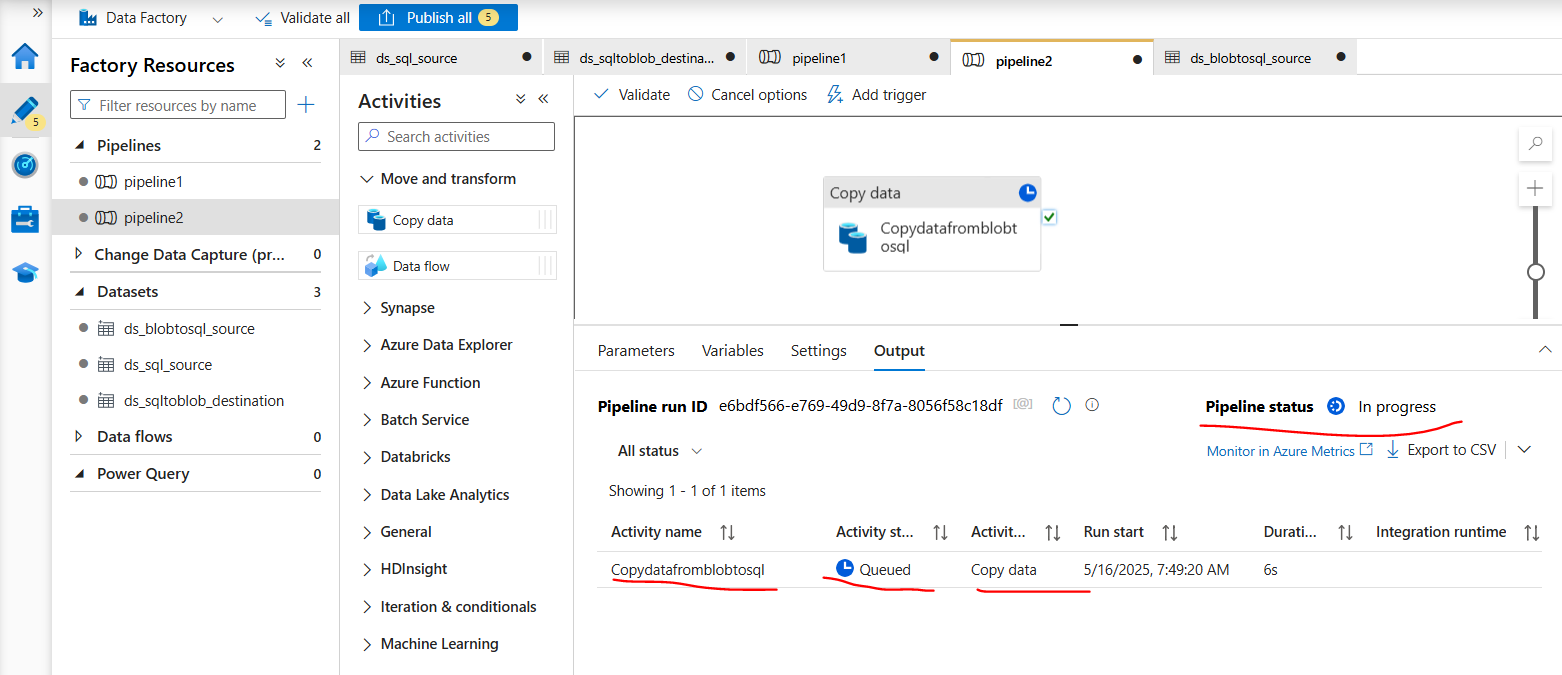 Data Factory
Validate all
Publish all 5
5
Factory Resources
Filter resources by name
Pipelines 2
pipeline1
pipeline2
Change Data Capture (pr... 0
Datasets 3
ds_blobtosql_source
ds_sql_source
ds_sqltoblob_destination
Data flows 0
Power Query 0
ds_sql_source
ds_sqltoblob_destina...
pipeline1
pipeline2
ds_blobtosql_source
Activities
Search activities
Move and transform
Copy data
Data flow
Synapse
Azure Data Explorer
Azure Function
Batch Service
Databricks
Data Lake Analytics
General
HDInsight
Iteration & conditionals
Machine Learning
Validate Cancel options Add trigger
Copy data
Copydatafromblobt
osql
Parameters Variables Settings Output
Pipeline run ID e6bdf566-e769-49d9-8f7a-8056f58c18df [@]
Pipeline status In progress
All status
Monitor in Azure Metrics Export to CSV
Showing 1 - 1 of 1 items
Activity name Activity st... Activit... Run start Durati... Integration runtime
Copydatafromblobtosql Queued Copy data 5/16/2025, 7:49:20 AM 6s